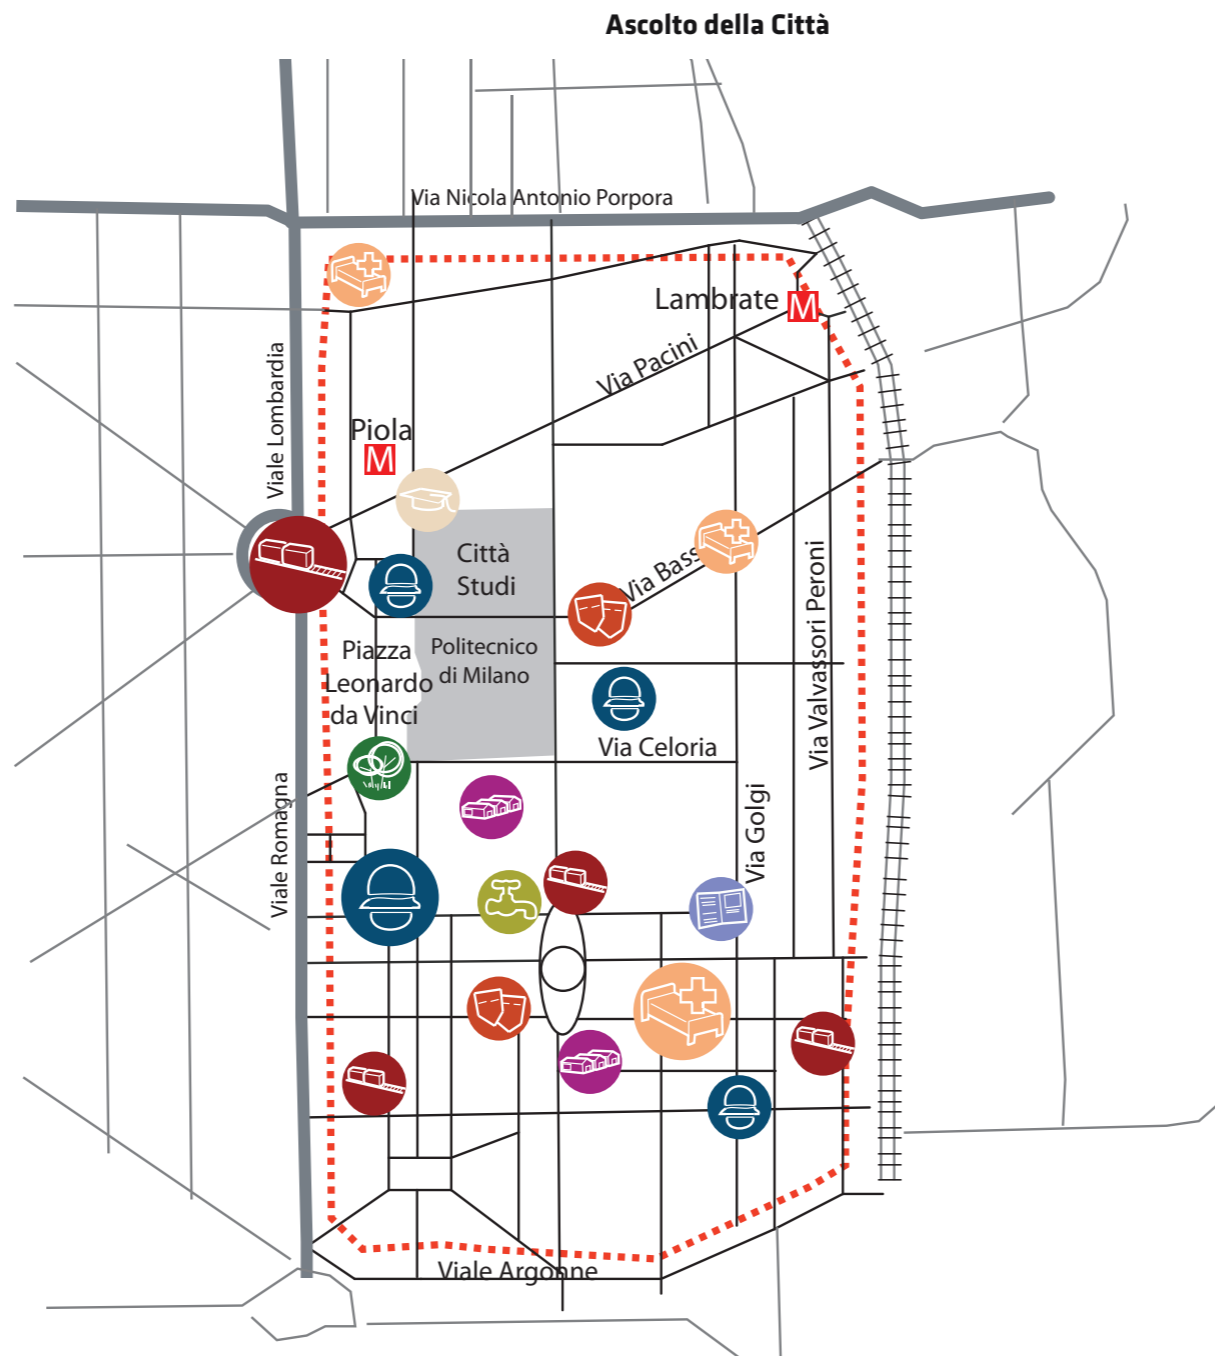 Ascolto della Città
Via Nicola Antonio Porpora
Lambrate
M
Via Pacini
Viale Lombardia
Piola
M
Città
Studi
Via Bass
Via Valvassori Peroni
Politecnico
di Milano
Piazza
Leonardo
da Vinci
Via Celoria
Viale Romagna
Via Golgi
Viale Argonne